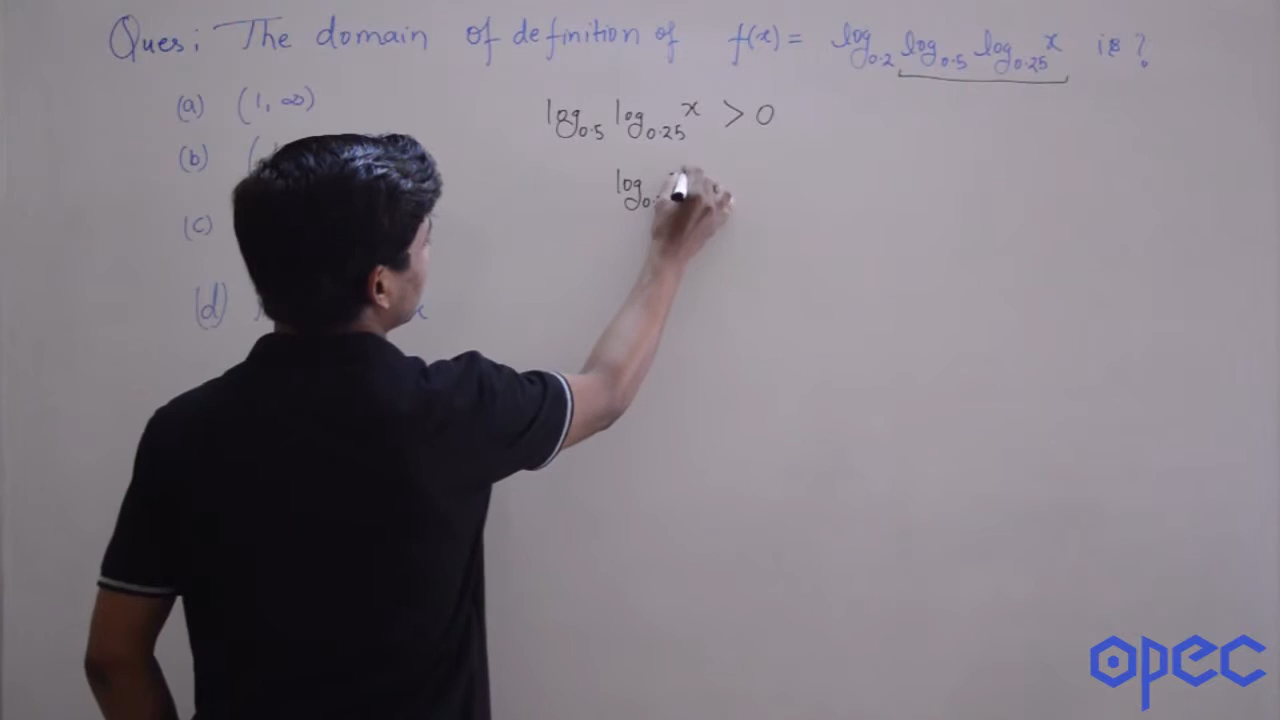 Ques: The domain of definition of f(x) = log₀.₂ log₀.₅ log₀.₂₅ x is ?
(a) (1, ∞)
log₀.₅ log₀.₂₅ x > 0
(b) (
log₀.
(c)
(d)
opec